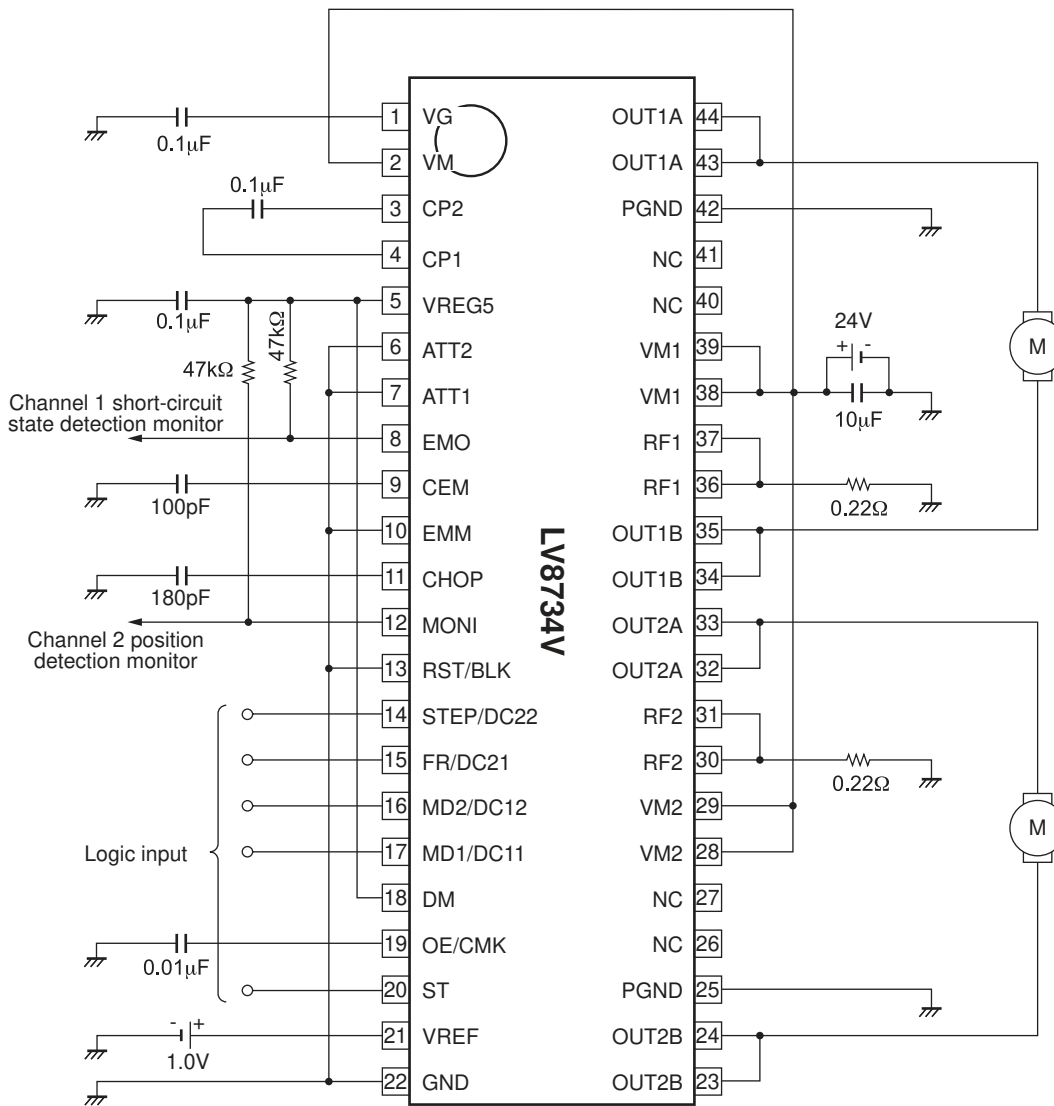 1 VG
0.1µF
2 VM
0.1µF
3 CP2
4 CP1
5 VREG5
0.1µF
47kΩ
47kΩ
6 ATT2
7 ATT1
Channel 1 short-circuit
state detection monitor
8 EMO
9 CEM
100pF
10 EMM
11 CHOP
180pF
12 MONI
Channel 2 position
detection monitor
13 RST/BLK
14 STEP/DC22
15 FR/DC21
16 MD2/DC12
17 MD1/DC11
Logic input
18 DM
19 OE/CMK
0.01µF
20 ST
- +
21 VREF
1.0V
22 GND
LV8734V
OUT1A 44
OUT1A 43
PGND 42
NC 41
NC 40
24V
+ -
VM1 39
VM1 38
10µF
M
RF1 37
RF1 36
0.22Ω
OUT1B 35
OUT1B 34
OUT2A 33
OUT2A 32
RF2 31
RF2 30
0.22Ω
VM2 29
VM2 28
M
NC 27
NC 26
PGND 25
OUT2B 24
OUT2B 23